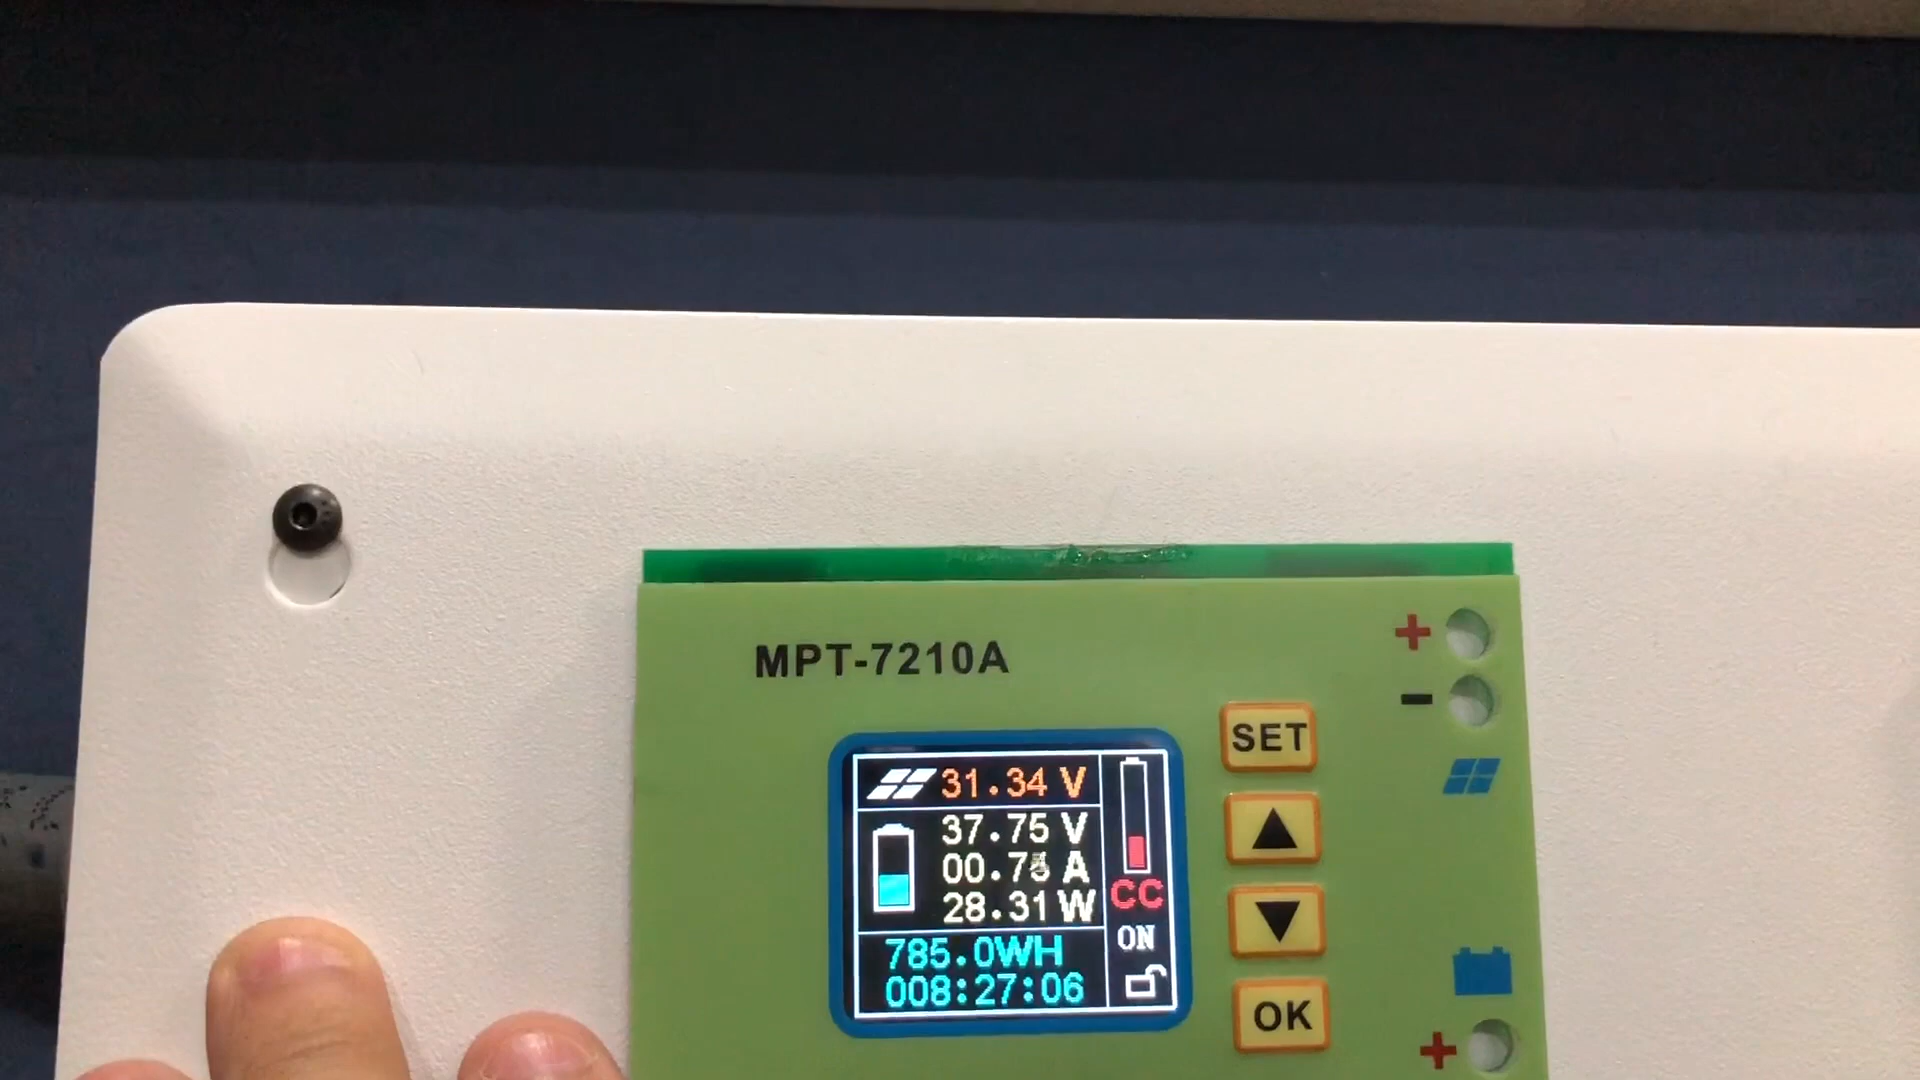 MPT-7210A
+
-
SET
31.34 V
37.75 V
00.75 A
28.31 W
CC
ON
785.0WH
008:27:06
OK
+